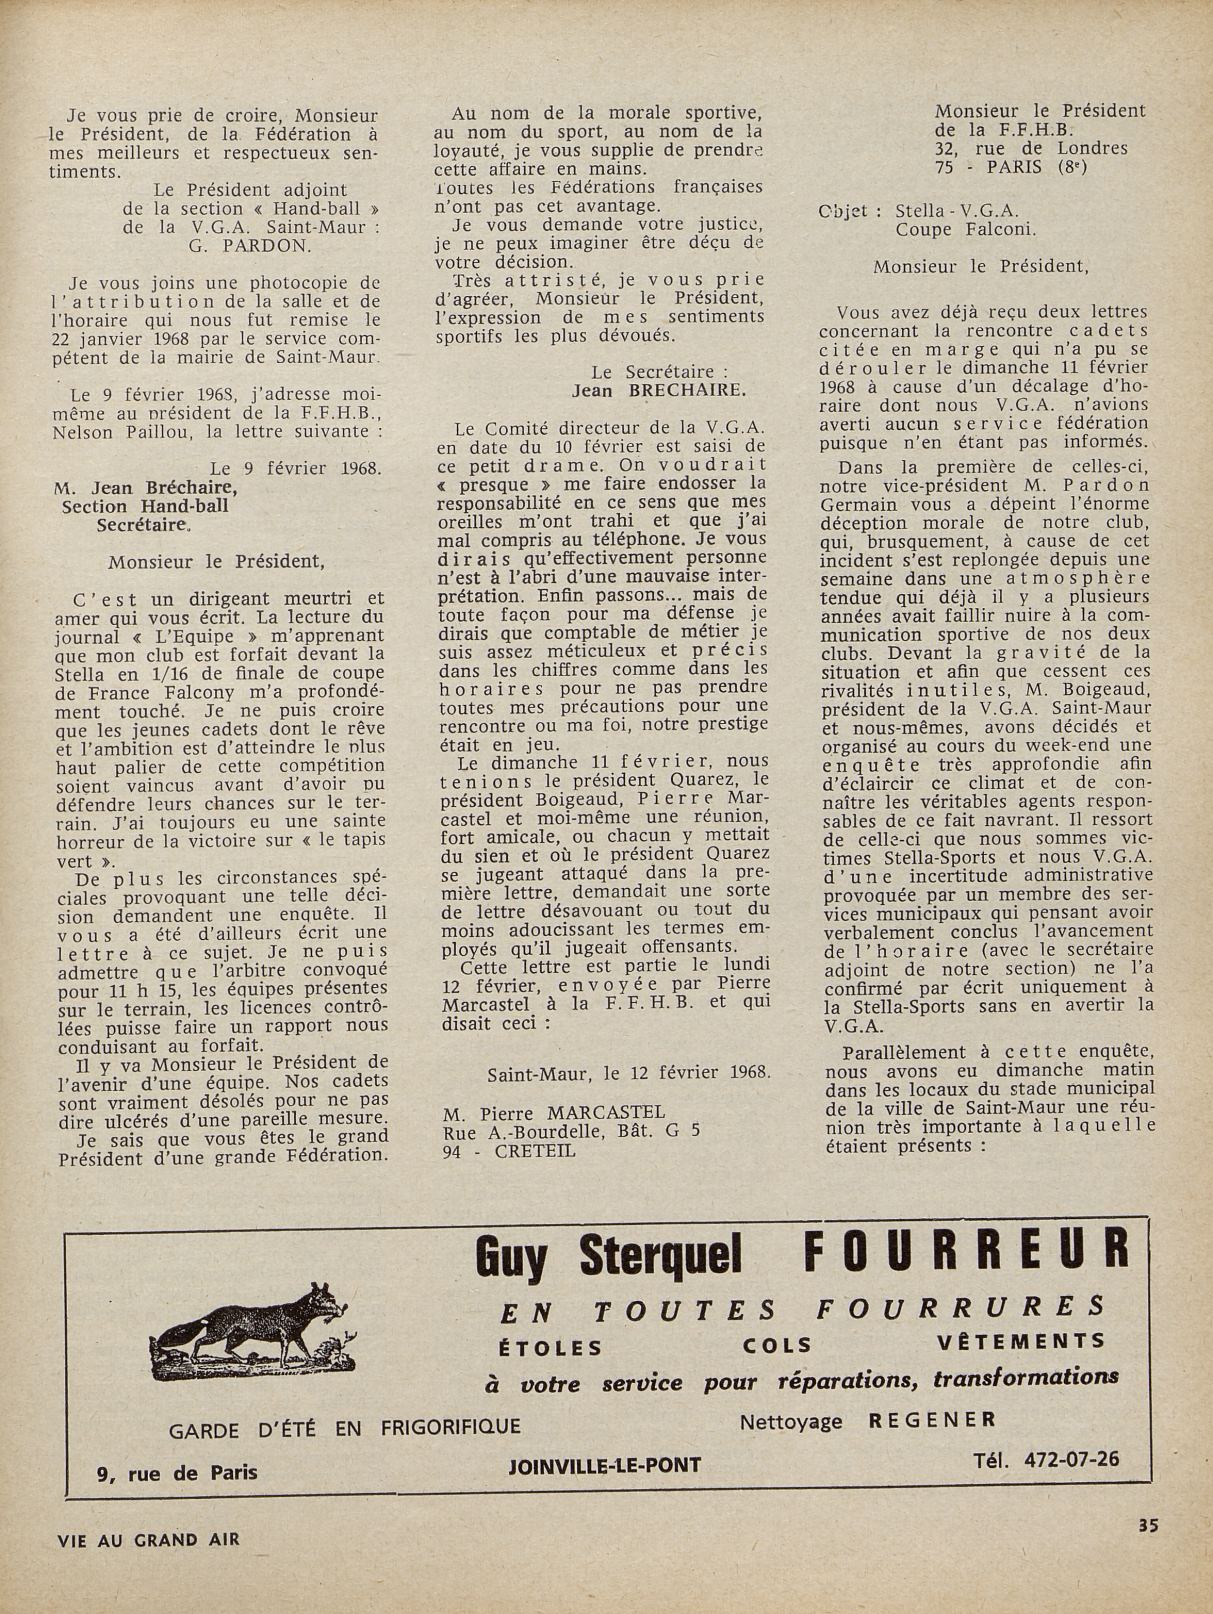 Je vous prie de croire, Monsieur
le Président, de la Fédération à
mes meilleurs et respectueux sen-
timents.
Le Président adjoint
de la section « Hand-ball »
de la V.G.A. Saint-Maur :
G. PARDON.
Je vous joins une photocopie de
l'attribution de la salle et de
l'horaire qui nous fut remise le
22 janvier 1968 par le service com-
pétent de la mairie de Saint-Maur.
Le 9 février 1968, j'adresse moi-
même au président de la F.F.H.B.,
Nelson Paillou, la lettre suivante :
Le 9 février 1968.
M. Jean Bréchaire,
Section Hand-ball
Secrétaire.
Monsieur le Président,
C'est un dirigeant meurtri et
amer qui vous écrit. La lecture du
journal « L'Equipe » m'apprenant
que mon club est forfait devant la
Stella en 1/16 de finale de coupe
de France Falcony m'a profondé-
ment touché. Je ne puis croire
que les jeunes cadets dont le rêve
et l'ambition est d'atteindre le plus
haut palier de cette compétition
soient vaincus avant d'avoir pu
défendre leurs chances sur le ter-
rain. J'ai toujours eu une sainte
horreur de la victoire sur « le tapis
vert ».
De plus les circonstances spé-
ciales provoquant une telle déci-
sion demandent une enquête. Il
vous a été d'ailleurs écrit une
lettre à ce sujet. Je ne puis
admettre que l'arbitre convoqué
pour 11 h 15, les équipes présentes
sur le terrain, les licences contrô-
lées puisse faire un rapport nous
conduisant au forfait.
Il y va Monsieur le Président de
l'avenir d'une équipe. Nos cadets
sont vraiment désolés pour ne pas
dire ulcérés d'une pareille mesure.
Je sais que vous êtes le grand
Président d'une grande Fédération.
Au nom de la morale sportive,
au nom du sport, au nom de la
loyauté, je vous supplie de prendre
cette affaire en mains.
Toutes les Fédérations françaises
n'ont pas cet avantage.
Je vous demande votre justice,
je ne peux imaginer être déçu de
votre décision.
Très attristé, je vous prie
d'agréer, Monsieur le Président,
l'expression de mes sentiments
sportifs les plus dévoués.
Le Secrétaire :
Jean BRECHAIRE.
Le Comité directeur de la V.G.A.
en date du 10 février est saisi de
ce petit drame. On voudrait
« presque » me faire endosser la
responsabilité en ce sens que mes
oreilles m'ont trahi et que j'ai
mal compris au téléphone. Je vous
dirais qu'effectivement personne
n'est à l'abri d'une mauvaise inter-
prétation. Enfin passons... mais de
toute façon pour ma défense je
dirais que comptable de métier je
suis assez méticuleux et précis
dans les chiffres comme dans les
horaires pour ne pas prendre
toutes mes précautions pour une
rencontre ou ma foi, notre prestige
était en jeu.
Le dimanche 11 février, nous
tenions le président Quarez, le
président Boigeaud, Pierre Mar-
castel et moi-même une réunion,
fort amicale, ou chacun y mettait
du sien et où le président Quarez
se jugeant attaqué dans la pre-
mière lettre, demandait une sorte
de lettre désavouant ou tout du
moins adoucissant les termes em-
ployés qu'il jugeait offensants.
Cette lettre est partie le lundi
12 février, envoyée par Pierre
Marcastel à la F.F.H.B. et qui
disait ceci :
Saint-Maur, le 12 février 1968.
M. Pierre MARCASTEL
Rue A.-Bourdelle, Bât. G 5
94 - CRETEIL
Monsieur le Président
de la F.F.H.B.
32, rue de Londres
75 - PARIS (8e)
Objet : Stella - V.G.A.
Coupe Falconi.
Monsieur le Président,
Vous avez déjà reçu deux lettres
concernant la rencontre cadets
citée en marge qui n'a pu se
dérouler le dimanche 11 février
1968 à cause d'un décalage d'ho-
raire dont nous V.G.A. n'avions
averti aucun service fédération
puisque n'en étant pas informés.
Dans la première de celles-ci,
notre vice-président M. Pardon
Germain vous a dépeint l'énorme
déception morale de notre club,
qui, brusquement, à cause de cet
incident s'est replongée depuis une
semaine dans une atmosphère
tendue qui déjà il y a plusieurs
années avait faillir nuire à la com-
munication sportive de nos deux
clubs. Devant la gravité de la
situation et afin que cessent ces
rivalités inutiles, M. Boigeaud,
président de la V.G.A. Saint-Maur
et nous-mêmes, avons décidés et
organisé au cours du week-end une
enquête très approfondie afin
d'éclaircir ce climat et de con-
naître les véritables agents respon-
sables de ce fait navrant. Il ressort
de celle-ci que nous sommes vic-
times Stella-Sports et nous V.G.A.
d'une incertitude administrative
provoquée par un membre des ser-
vices municipaux qui pensant avoir
verbalement conclus l'avancement
de l'horaire (avec le secrétaire
adjoint de notre section) ne l'a
confirmé par écrit uniquement à
la Stella-Sports sans en avertir la
V.G.A.
Parallèlement à cette enquête,
nous avons eu dimanche matin
dans les locaux du stade municipal
de la ville de Saint-Maur une réu-
nion très importante à laquelle
étaient présents :
Guy Sterquel FOURREUR
EN TOUTES FOURRURES
ÉTOLES COLS VÊTEMENTS
à votre service pour réparations, transformations
GARDE D'ÉTÉ EN FRIGORIFIQUE Nettoyage REGENER
9, rue de Paris JOINVILLE-LE-PONT Tél. 472-07-26
VIE AU GRAND AIR 35